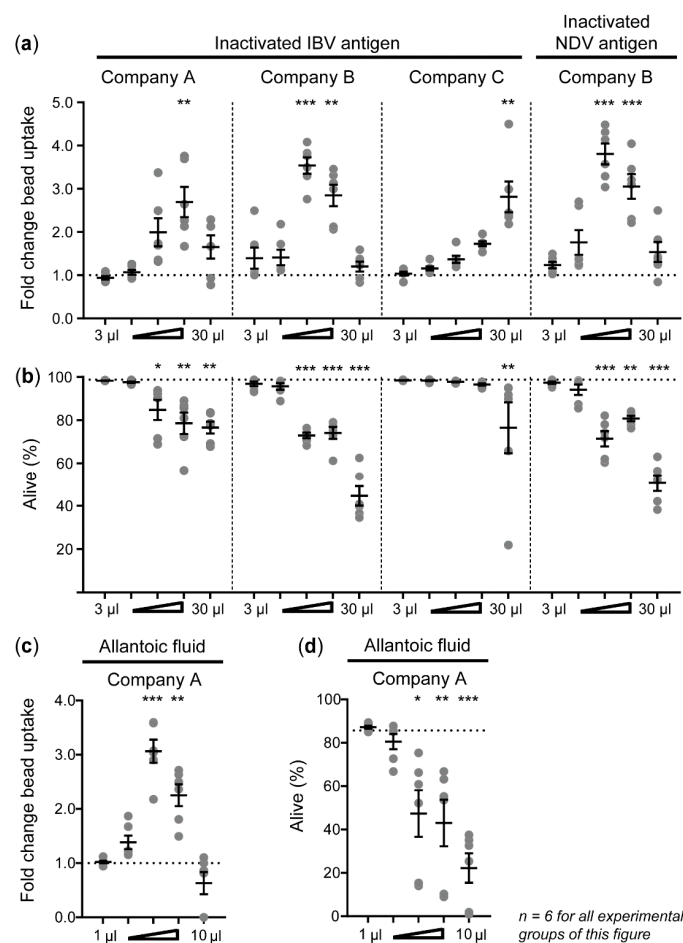 (a)
Inactivated IBV antigen
Inactivated
NDV antigen
Company A
Company B
Company C
Company B
Fold change bead uptake
5.0
4.0
3.0
2.0
1.0
0.0
**
*** **
**
*** ***
3 µl 30 µl
3 µl 30 µl
3 µl 30 µl
3 µl 30 µl
(b)
Alive (%)
100
80
60
40
20
* ** **
*** *** ***
**
*** ** ***
3 µl 30 µl
3 µl 30 µl
3 µl 30 µl
3 µl 30 µl
(c)
Allantoic fluid
Company A
Fold change bead uptake
4.0
3.0
2.0
1.0
0.0
*** **
1 µl 10 µl
(d)
Allantoic fluid
Company A
Alive (%)
100
80
60
40
20
0
* ** ***
1 µl 10 µl
n = 6 for all experimental
groups of this figure